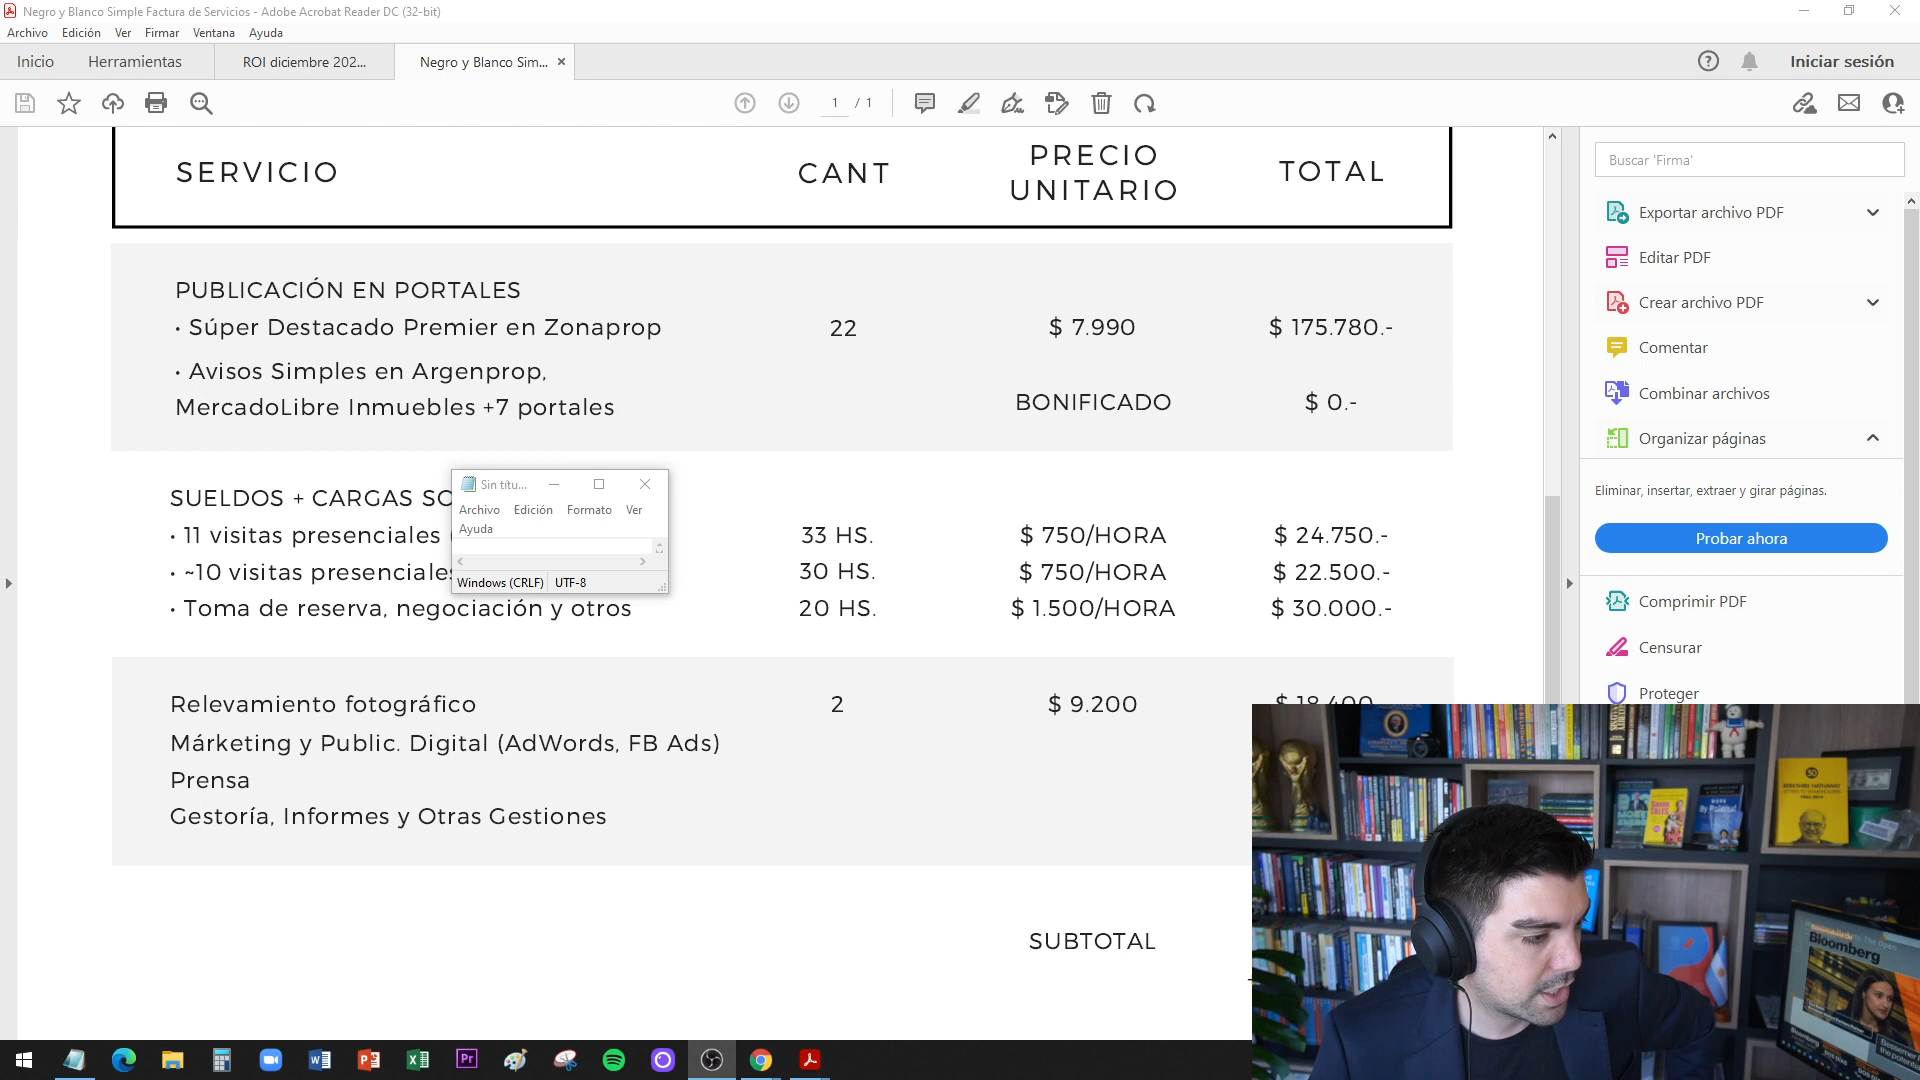 Negro y Blanco Simple Factura de Servicios - Adobe Acrobat Reader DC (32-bit)
Archivo Edición Ver Firmar Ventana Ayuda
Inicio Herramientas ROI diciembre 202... Negro y Blanco Sim... Iniciar sesión
1 / 1
SERVICIO CANT PRECIO UNITARIO TOTAL
PUBLICACIÓN EN PORTALES
• Súper Destacado Premier en Zonaprop 22 $ 7.990 $ 175.780.-
• Avisos Simples en Argenprop,
MercadoLibre Inmuebles +7 portales BONIFICADO $ 0.-
SUELDOS + CARGAS SO
• 11 visitas presenciales 33 HS. $ 750/HORA $ 24.750.-
• ~10 visitas presenciales 30 HS. $ 750/HORA $ 22.500.-
• Toma de reserva, negociación y otros 20 HS. $ 1.500/HORA $ 30.000.-
Relevamiento fotográfico 2 $ 9.200 $ 18.400
Márketing y Public. Digital (AdWords, FB Ads)
Prensa
Gestoría, Informes y Otras Gestiones
SUBTOTAL
Sin títu...
Archivo Edición Formato Ver
Ayuda
Windows (CRLF) UTF-8
Buscar 'Firma'
Exportar archivo PDF
Editar PDF
Crear archivo PDF
Comentar
Combinar archivos
Organizar páginas
Eliminar, insertar, extraer y girar páginas.
Probar ahora
Comprimir PDF
Censurar
Proteger
Bloomberg